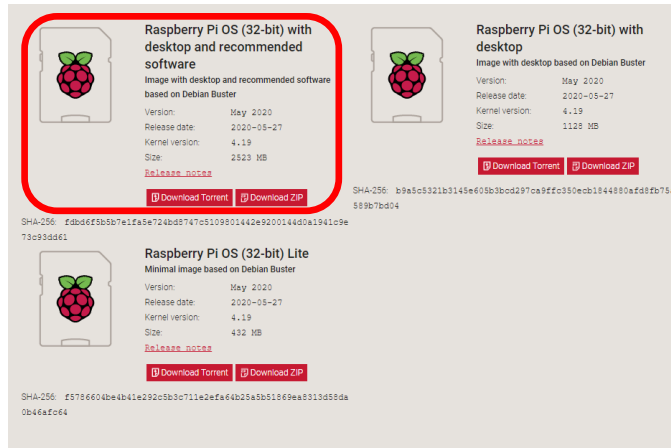 Raspberry Pi OS (32-bit) with
desktop and recommended
software
Image with desktop and recommended software
based on Debian Buster
Version: May 2020
Release date: 2020-05-27
Kernel version: 4.19
Size: 2523 MB
Release notes
Download Torrent Download ZIP
SHA-256: fdbd6f5b5b7e1fa5e724bd8747c5109801442e9200144d0a1941c9e
73c93dd61
Raspberry Pi OS (32-bit) with
desktop
Image with desktop based on Debian Buster
Version: May 2020
Release date: 2020-05-27
Kernel version: 4.19
Size: 1128 MB
Release notes
Download Torrent Download ZIP
SHA-256: b9a5c5321b3145e605b3bcd297ca9ffc350ecb1844880afd8fb75
589b7bd04
Raspberry Pi OS (32-bit) Lite
Minimal image based on Debian Buster
Version: May 2020
Release date: 2020-05-27
Kernel version: 4.19
Size: 432 MB
Release notes
Download Torrent Download ZIP
SHA-256: f5786604be4b41e292c5b3c711e2efa64b25a5b51869ea8313d58da
0b46afc64